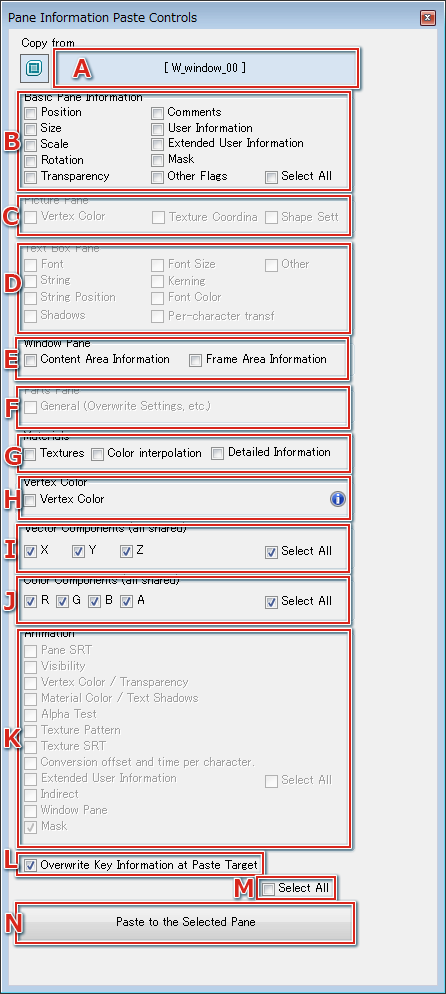 Pane Information Paste Controls
Copy from
A [ W_window_00 ]
Basic Pane Information
Position Comments
Size User Information
B Scale Extended User Information
Rotation Mask
Transparency Other Flags Select All
Picture Pane
C Vertex Color Texture Coordina Shape Sett
Text Box Pane
Font Font Size Other
D String Kerning
String Position Font Color
Shadows Per-character transf
Window Pane
E Content Area Information Frame Area Information
Parts Pane
F General (Overwrite Settings, etc.)
Materials
G Textures Color interpolation Detailed Information
Vertex Color
H Vertex Color
Vector Components (all shared)
I X Y Z Select All
Color Components (all shared)
J R G B A Select All
Animation
Pane SRT
Visibility
Vertex Color / Transparency
Material Color / Text Shadows
Alpha Test
K Texture Pattern
Texture SRT
Conversion offset and time per character.
Extended User Information Select All
Indirect
Window Pane
Mask
L Overwrite Key Information at Paste Target
M Select All
N Paste to the Selected Pane